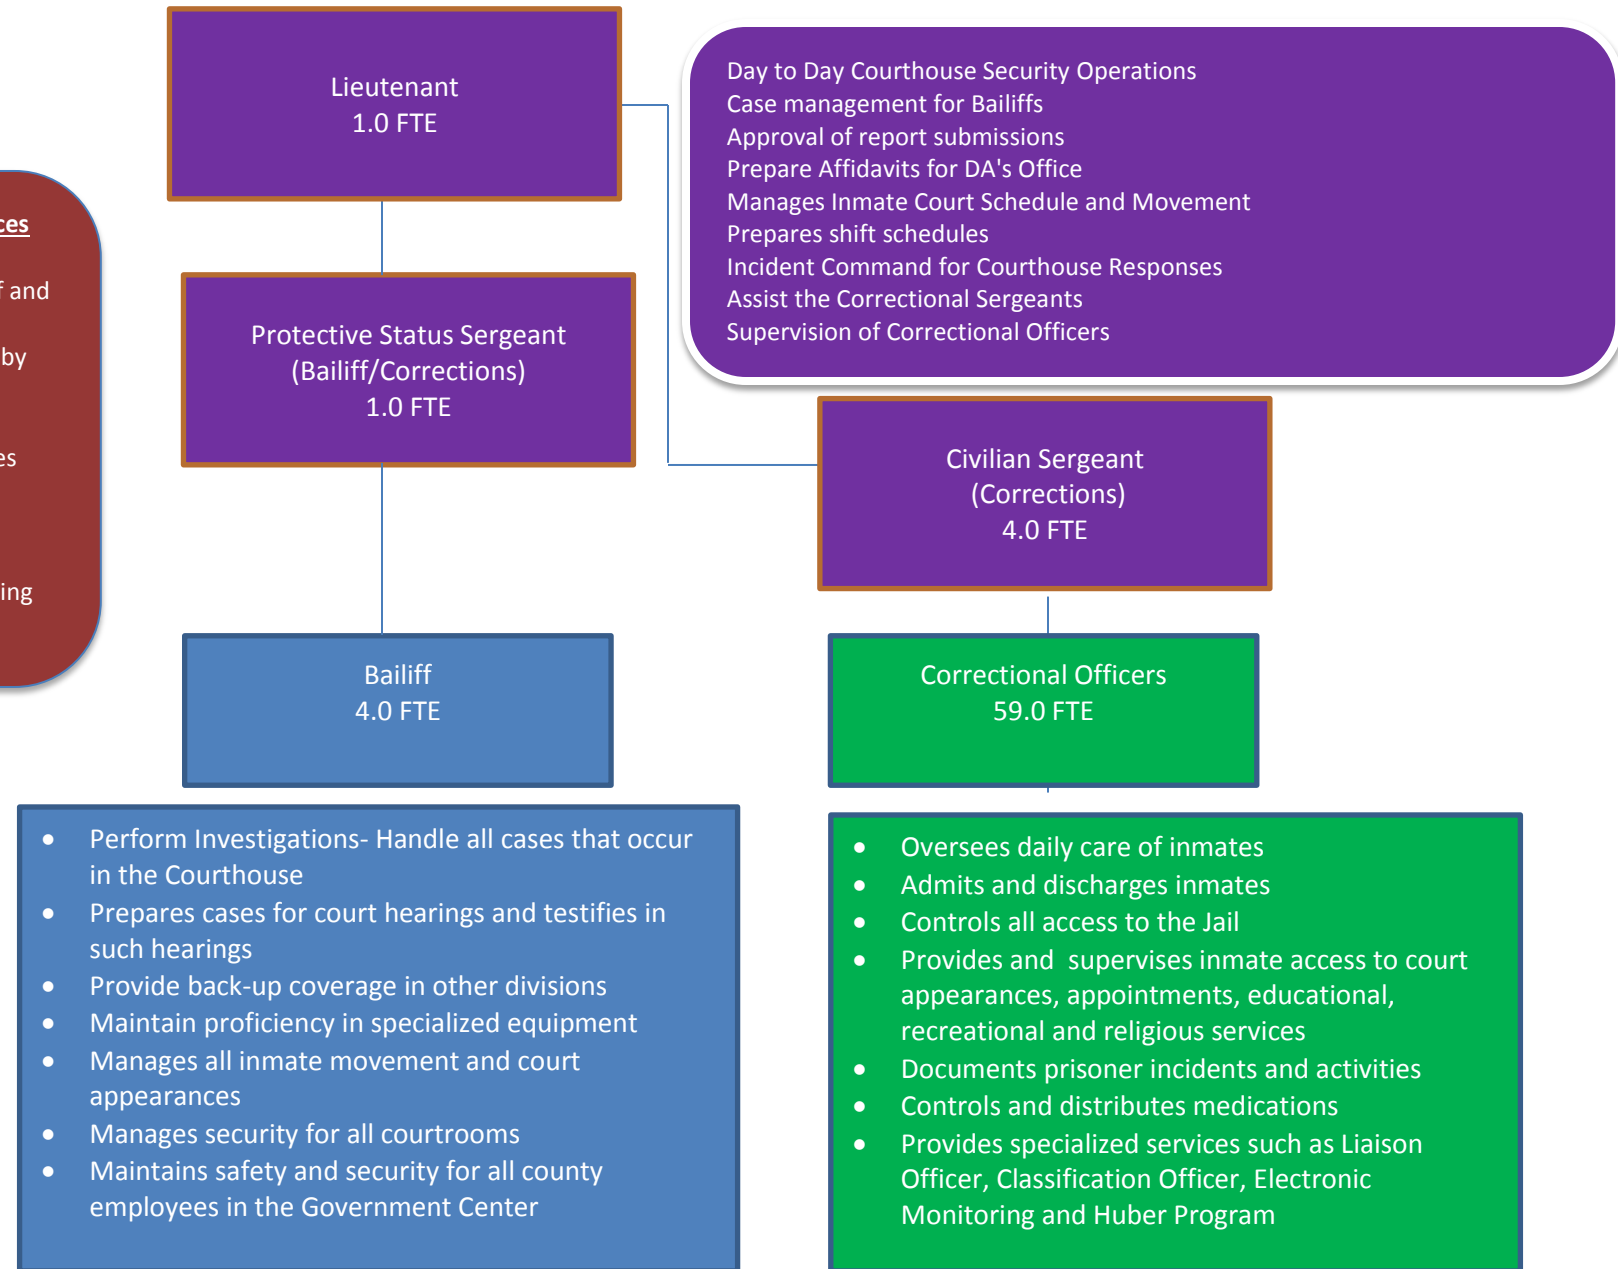 Lieutenant
1.0 FTE
Day to Day Courthouse Security Operations
Case management for Bailiffs
Approval of report submissions
Prepare Affidavits for DA's Office
Manages Inmate Court Schedule and Movement
Prepares shift schedules
Incident Command for Courthouse Responses
Assist the Correctional Sergeants
Supervision of Correctional Officers
ces
and
by
es
ing
Protective Status Sergeant
(Bailiff/Corrections)
1.0 FTE
Civilian Sergeant
(Corrections)
4.0 FTE
Bailiff
4.0 FTE
Correctional Officers
59.0 FTE
• Perform Investigations- Handle all cases that occur
in the Courthouse
• Prepares cases for court hearings and testifies in
such hearings
• Provide back-up coverage in other divisions
• Maintain proficiency in specialized equipment
• Manages all inmate movement and court
appearances
• Manages security for all courtrooms
• Maintains safety and security for all county
employees in the Government Center
• Oversees daily care of inmates
• Admits and discharges inmates
• Controls all access to the Jail
• Provides and  supervises inmate access to court
appearances, appointments, educational,
recreational and religious services
• Documents prisoner incidents and activities
• Controls and distributes medications
• Provides specialized services such as Liaison
Officer, Classification Officer, Electronic
Monitoring and Huber Program